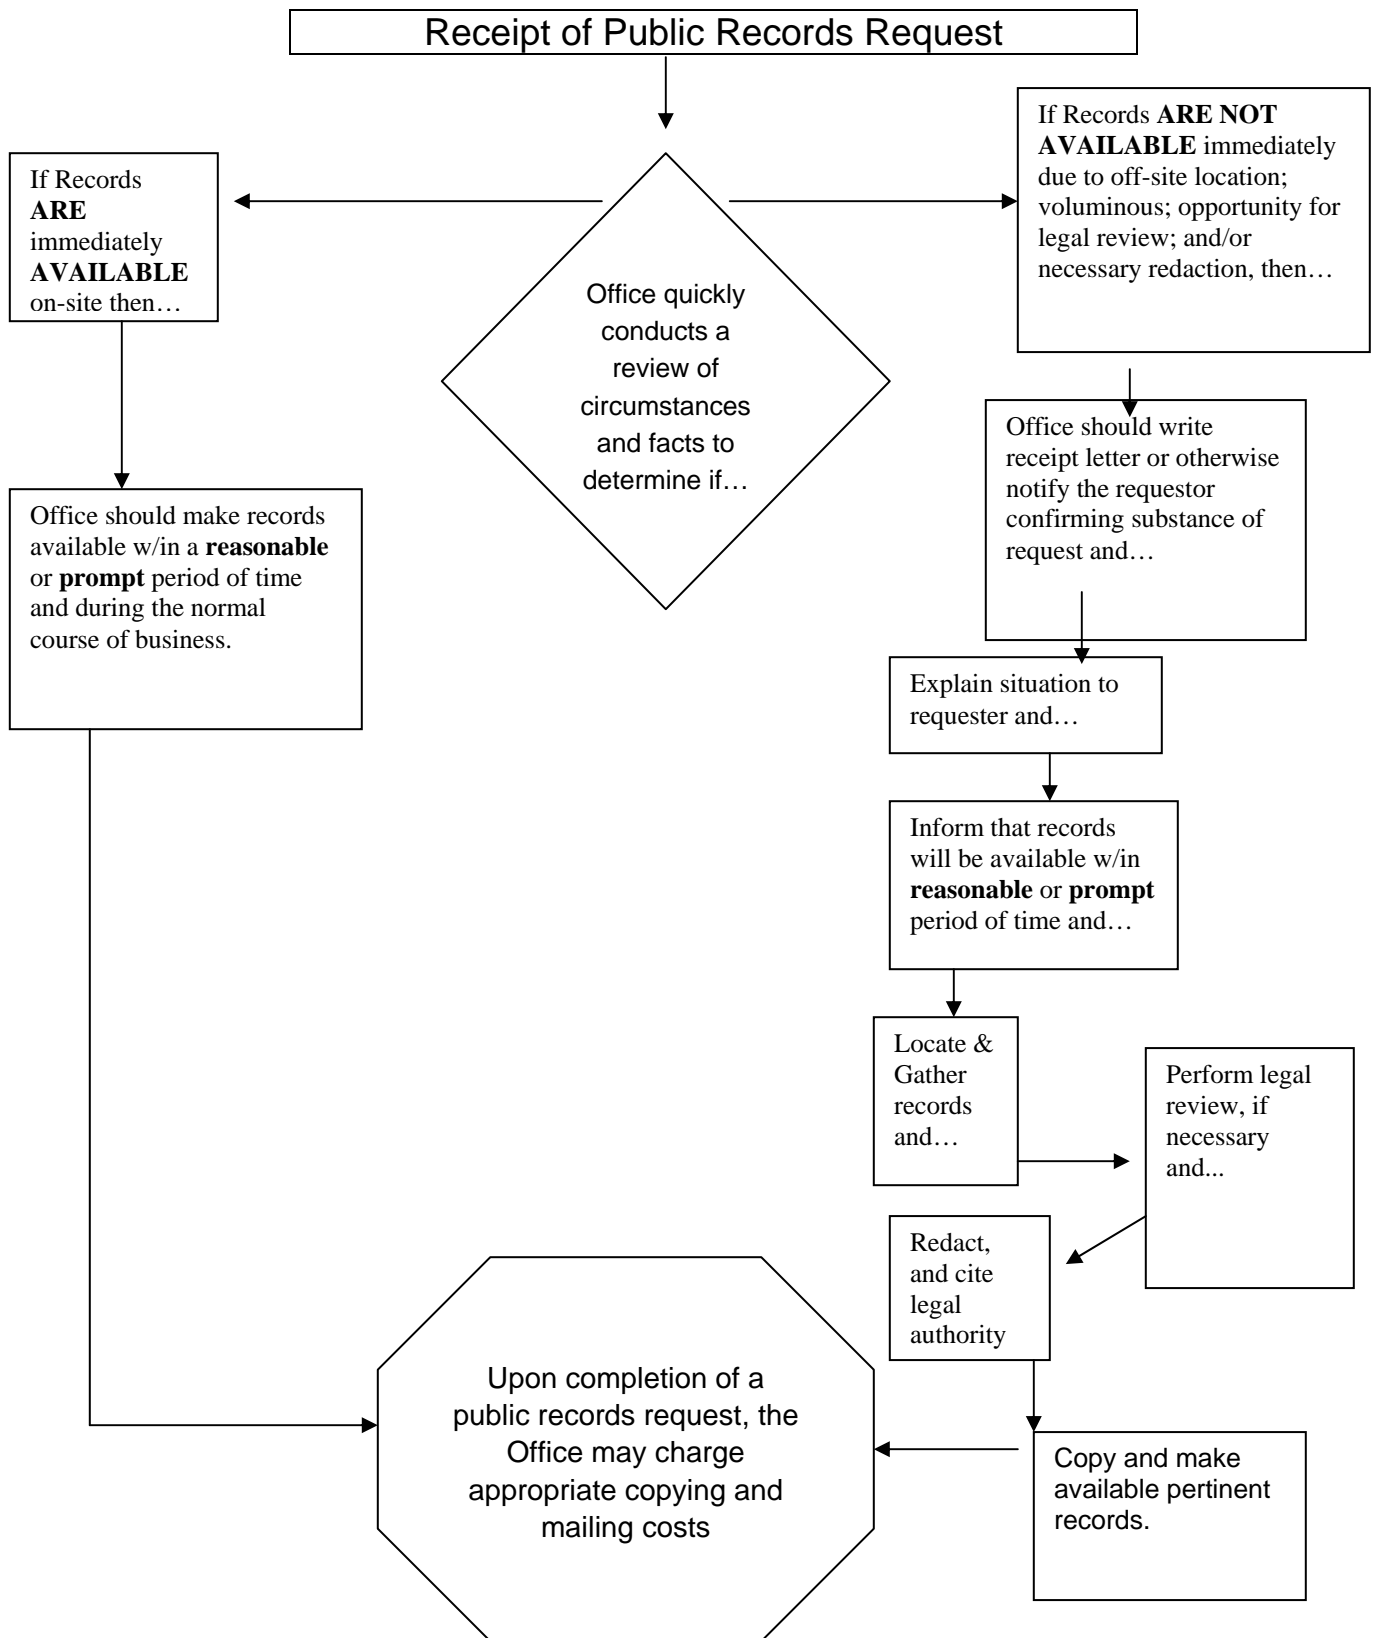 Receipt of Public Records Request
If Records
ARE
immediately
AVAILABLE
on-site then…
Office quickly
conducts a
review of
circumstances
and facts to
determine if…
If Records ARE NOT
AVAILABLE immediately
due to off-site location;
voluminous; opportunity for
legal review; and/or
necessary redaction, then…
Office should make records
available w/in a reasonable
or prompt period of time
and during the normal
course of business.
Office should write
receipt letter or otherwise
notify the requestor
confirming substance of
request and…
Explain situation to
requester and…
Inform that records
will be available w/in
reasonable or prompt
period of time and…
Locate &
Gather
records
and…
Perform legal
review, if
necessary
and...
Redact,
and cite
legal
authority
Copy and make
available pertinent
records.
Upon completion of a
public records request, the
Office may charge
appropriate copying and
mailing costs